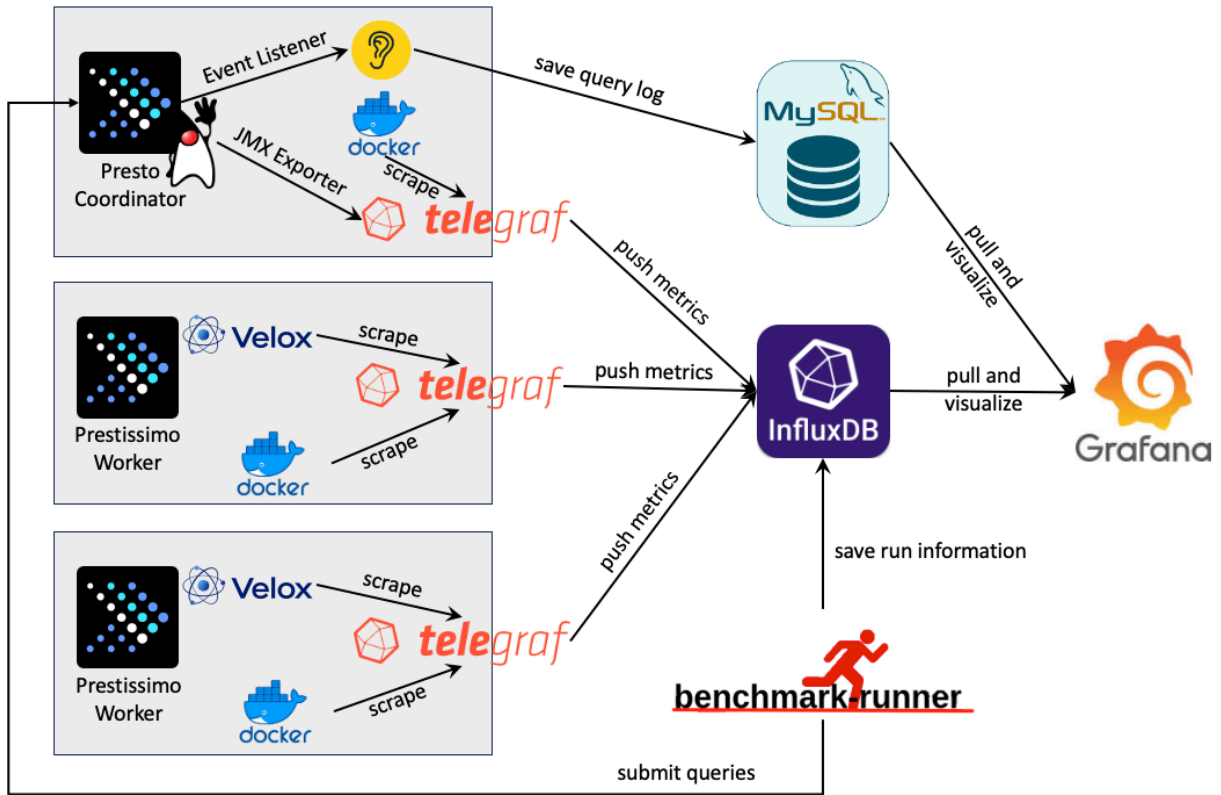 Event Listener
save query log
MySQL
docker
JMX Exporter
Presto
Coordinator
scrape
telegraf
push metrics
pull and
visualize
Velox
scrape
telegraf
push metrics
pull and
visualize
InfluxDB
Grafana
Prestissimo
Worker
scrape
docker
push metrics
save run information
Velox
scrape
telegraf
Prestissimo
Worker
scrape
docker
benchmark-runner
submit queries